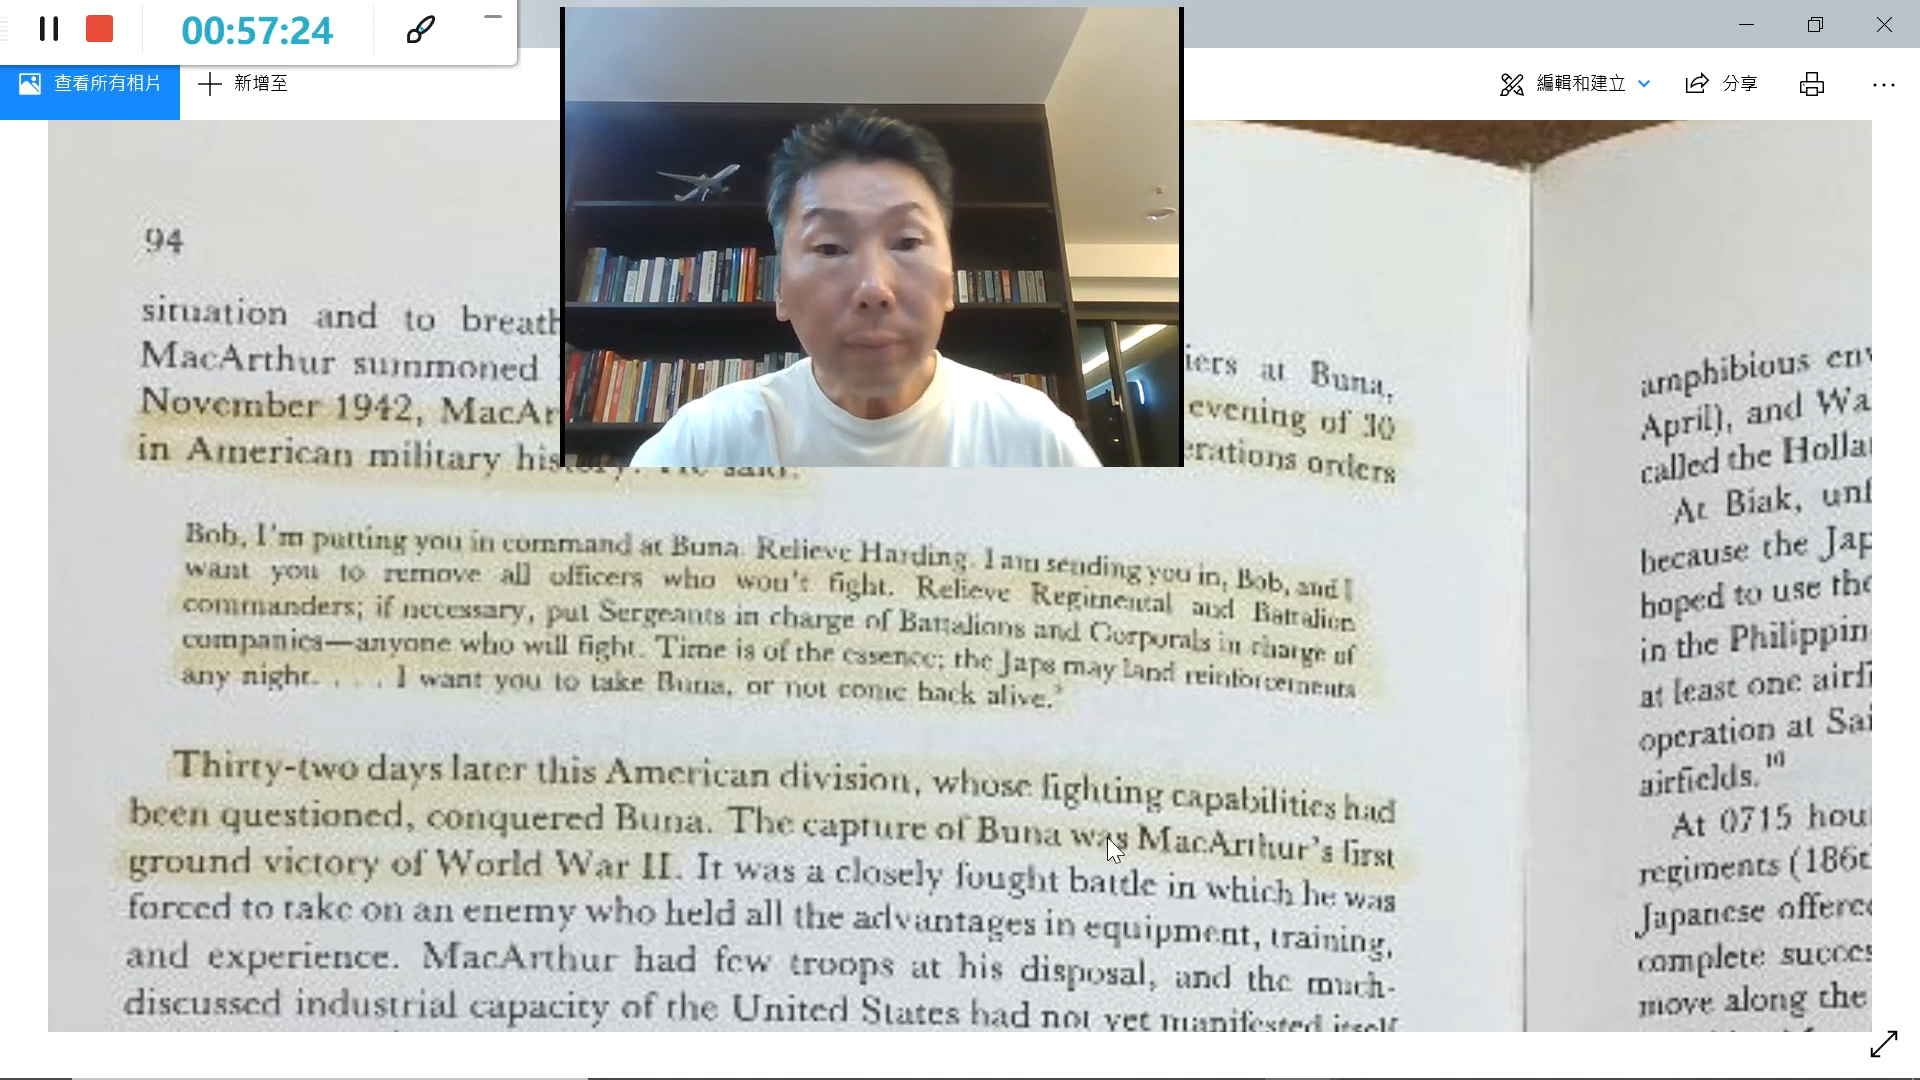 00:57:24
查看所有相片
新增至
編輯和建立
分享
94
situation and to breath
MacArthur summoned iers at Buna,
November 1942, MacAr evening of 30
in American military his He said: erations orders
Bob, I'm putting you in command at Buna. Relieve Harding. I am sending you in, Bob, and I
want you to remove all officers who won't fight. Relieve Regimental and Battalion
commanders; if necessary, put Sergeants in charge of Battalions and Corporals in charge of
companies—anyone who will fight. Time is of the essence; the Japs may land reinforcements
any night. . . . I want you to take Buna, or not come back alive.
Thirty-two days later this American division, whose fighting capabilities had
been questioned, conquered Buna. The capture of Buna was MacArthur's first
ground victory of World War II. It was a closely fought battle in which he was
forced to take on an enemy who held all the advantages in equipment, training,
and experience. MacArthur had few troops at his disposal, and the much-
discussed industrial capacity of the United States had not yet manifested itself
amphibious env
April), and Wa
called the Holla
At Biak, unf
because the Jap
hoped to use the
in the Philippin
at least one airfi
operation at Sa
airfields.10
At 0715 hou
regiments (186t
Japanese offere
complete succes
move along the